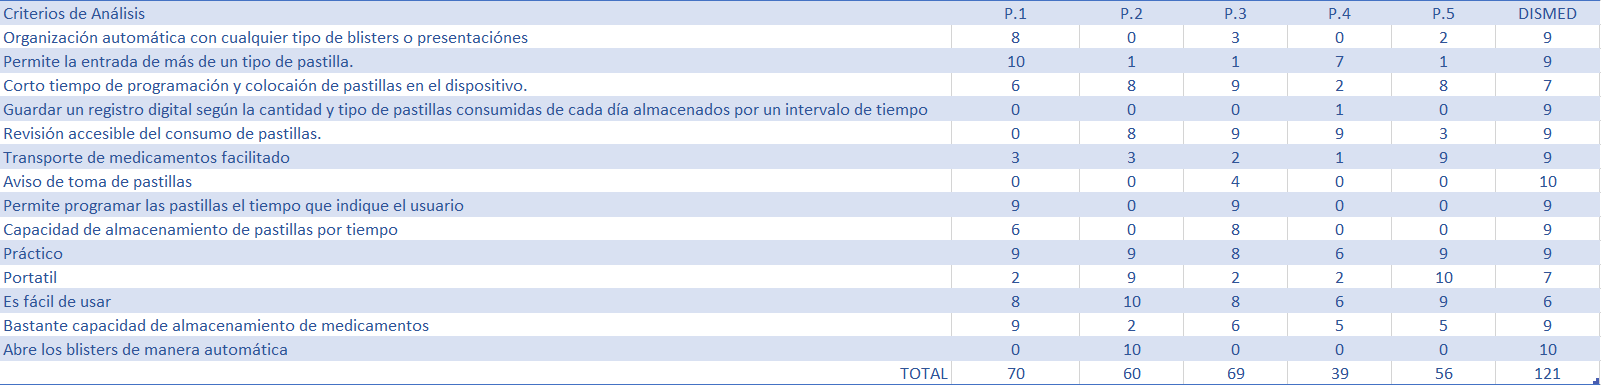 Criterios de Análisis P.1 P.2 P.3 P.4 P.5 DISMED
Organización automática con cualquier tipo de blisters o presentaciónes 8 0 3 0 2 9
Permite la entrada de más de un tipo de pastilla. 10 1 1 7 1 9
Corto tiempo de programación y colocaión de pastillas en el dispositivo. 6 8 9 2 8 7
Guardar un registro digital según la cantidad y tipo de pastillas consumidas de cada día almacenados por un intervalo de tiempo 0 0 0 1 0 9
Revisión accesible del consumo de pastillas. 0 8 9 9 3 9
Transporte de medicamentos facilitado 3 3 2 1 9 9
Aviso de toma de pastillas 0 0 4 0 0 10
Permite programar las pastillas el tiempo que indique el usuario 9 0 9 0 0 9
Capacidad de almacenamiento de pastillas por tiempo 6 0 8 0 0 9
Práctico 9 9 8 6 9 9
Portatil 2 9 2 2 10 7
Es fácil de usar 8 10 8 6 9 6
Bastante capacidad de almacenamiento de medicamentos 9 2 6 5 5 9
Abre los blisters de manera automática 0 10 0 0 0 10
TOTAL 70 60 69 39 56 121